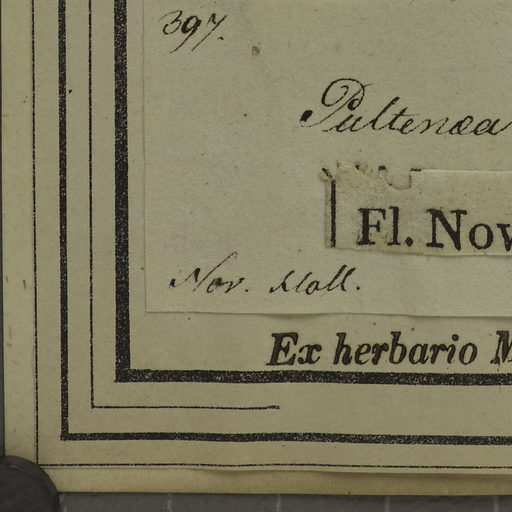 397.
Pultenæa
Fl. Nov
Nov. Holl.
Ex herbario M